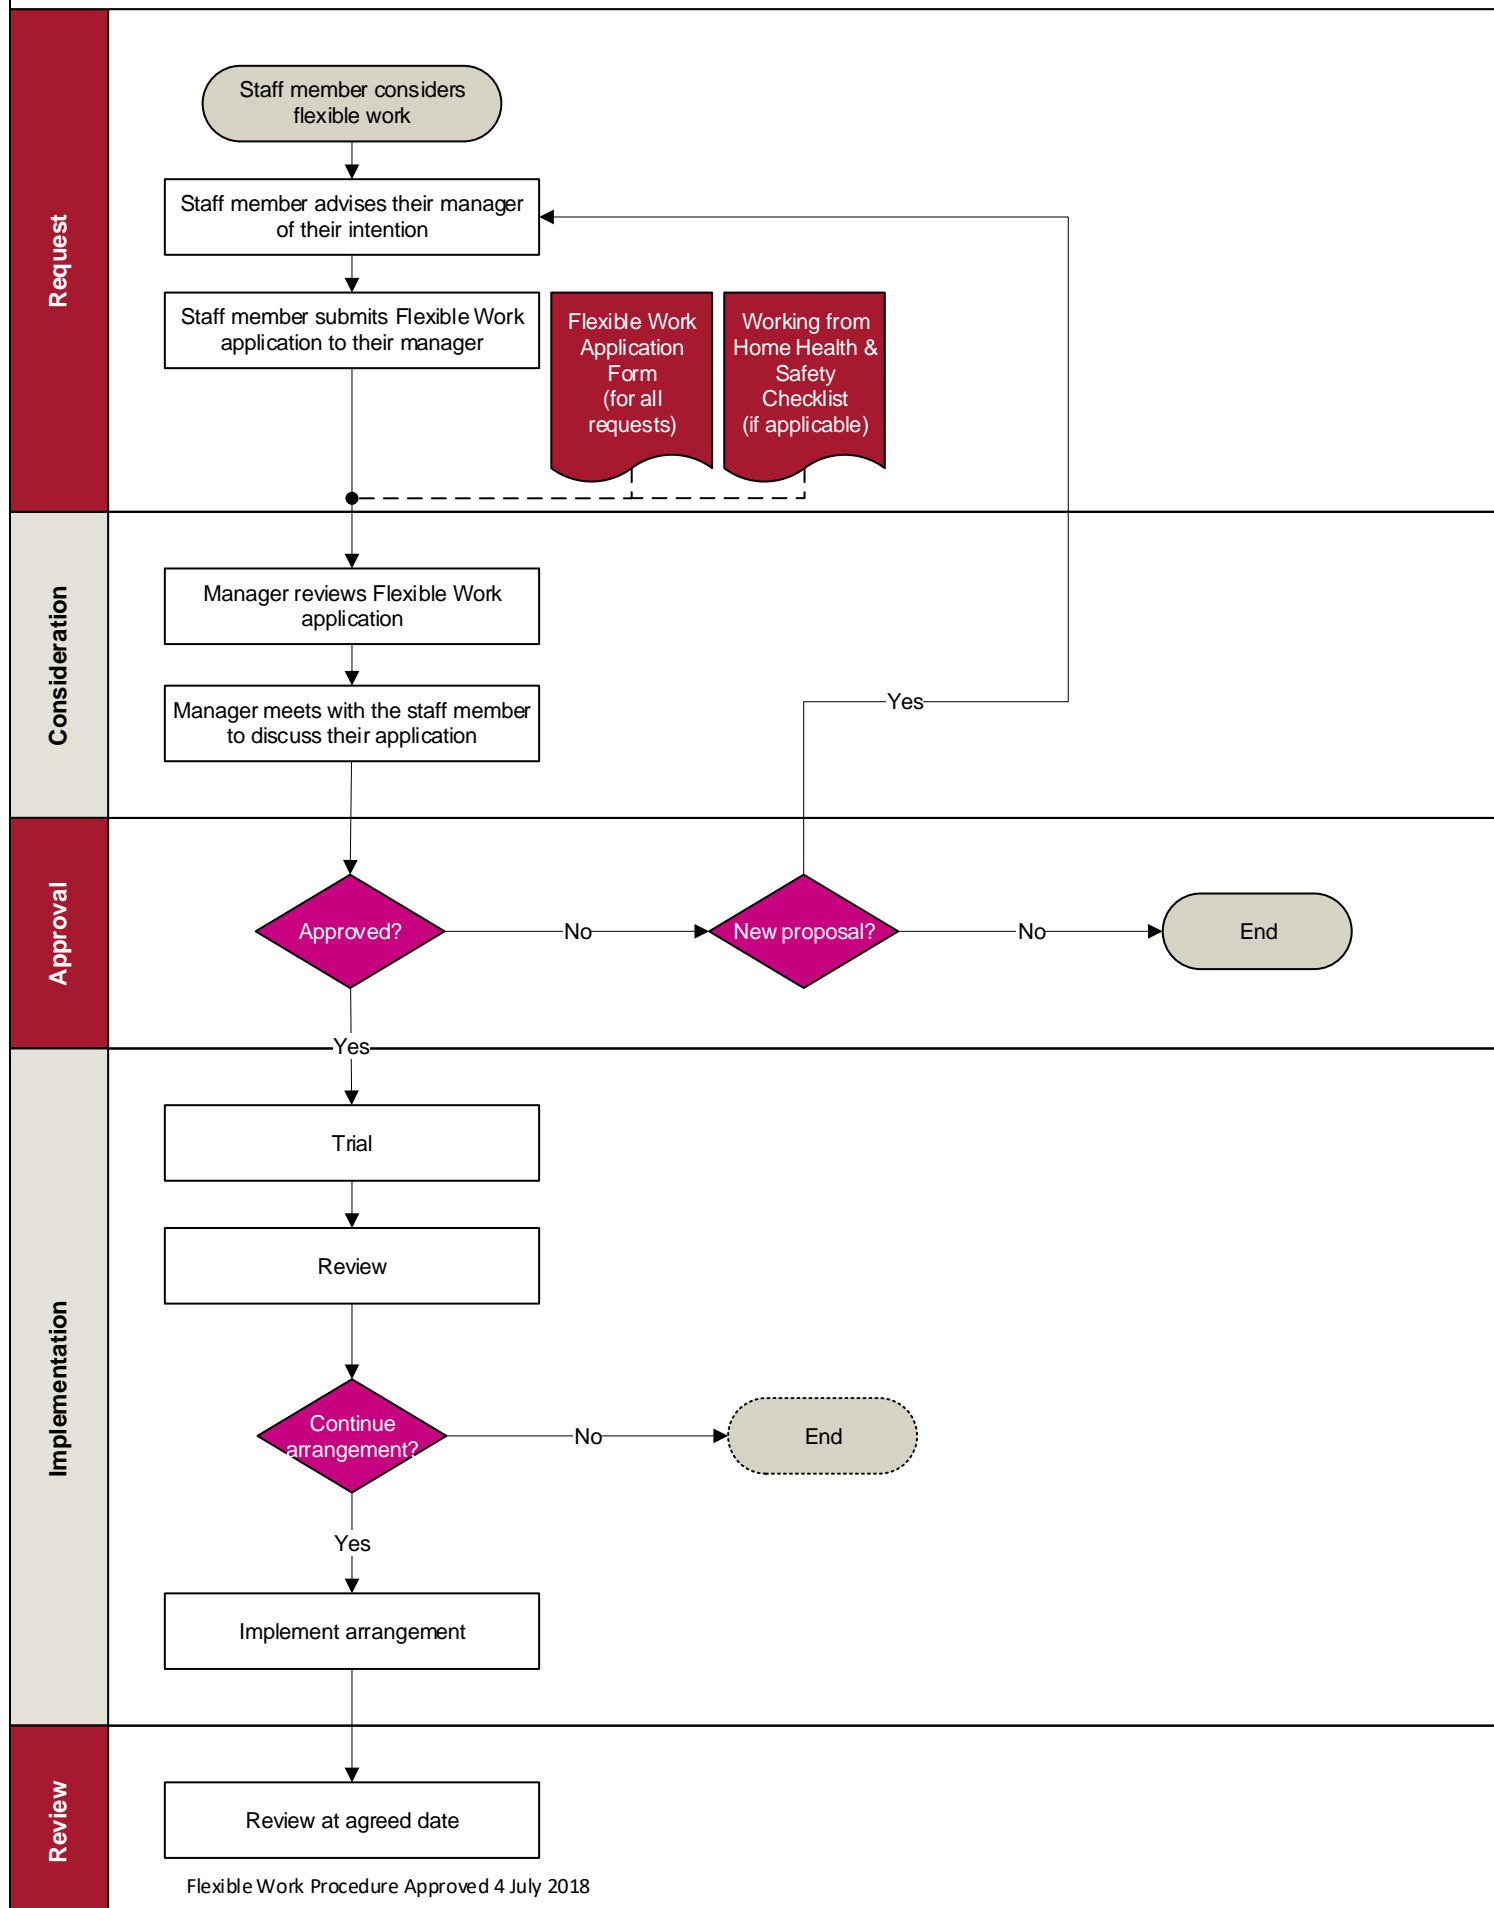 Request
Staff member considers
flexible work
Staff member advises their manager
of their intention
Staff member submits Flexible Work
application to their manager
Flexible Work
Application
Form
(for all
requests)
Working from
Home Health &
Safety
Checklist
(if applicable)
Consideration
Manager reviews Flexible Work
application
Manager meets with the staff member
to discuss their application
Yes
Approval
Approved?
No
New proposal?
No
End
Yes
Implementation
Trial
Review
Continue
arrangement?
No
End
Yes
Implement arrangement
Review
Review at agreed date
Flexible Work Procedure Approved 4 July 2018